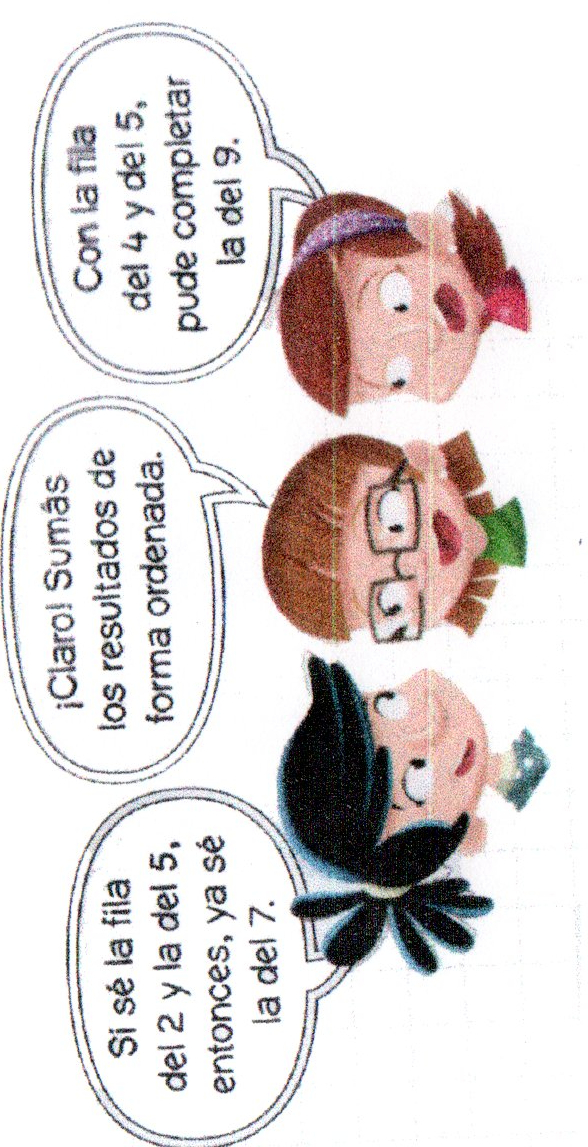 Si sé la fila
del 2 y la del 5,
entonces, ya sé
la del 7.
¡Claro! Sumás
los resultados de
forma ordenada.
Con la fila
del 4 y del 5,
pude completar
la del 9.